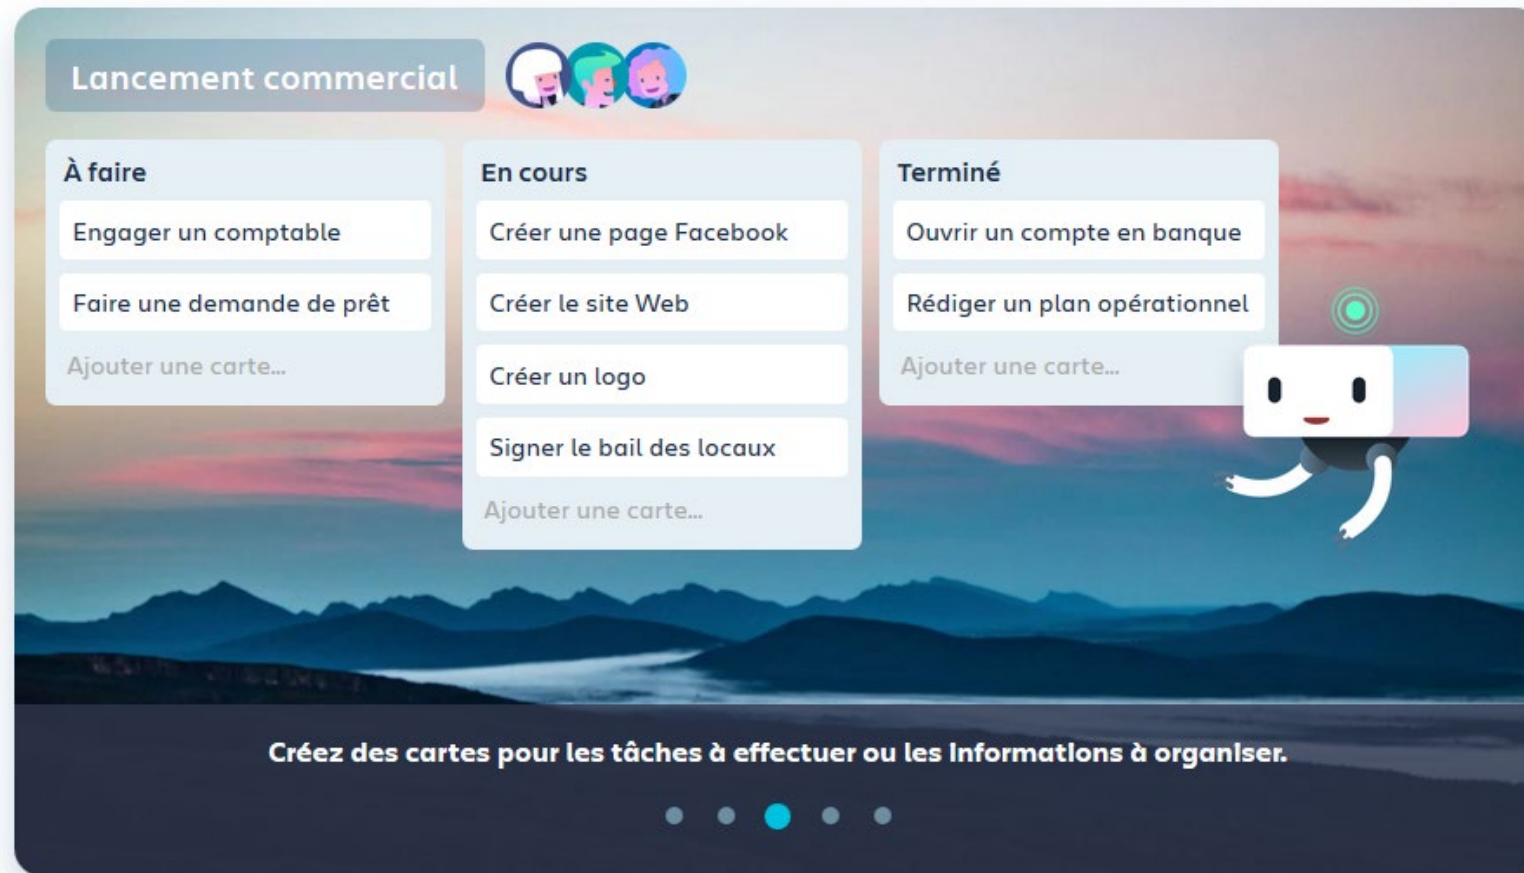 Lancement commercial
À faire
Engager un comptable
Faire une demande de prêt
Ajouter une carte...
En cours
Créer une page Facebook
Créer le site Web
Créer un logo
Signer le bail des locaux
Ajouter une carte...
Terminé
Ouvrir un compte en banque
Rédiger un plan opérationnel
Ajouter une carte...
Créez des cartes pour les tâches à effectuer ou les informations à organiser.